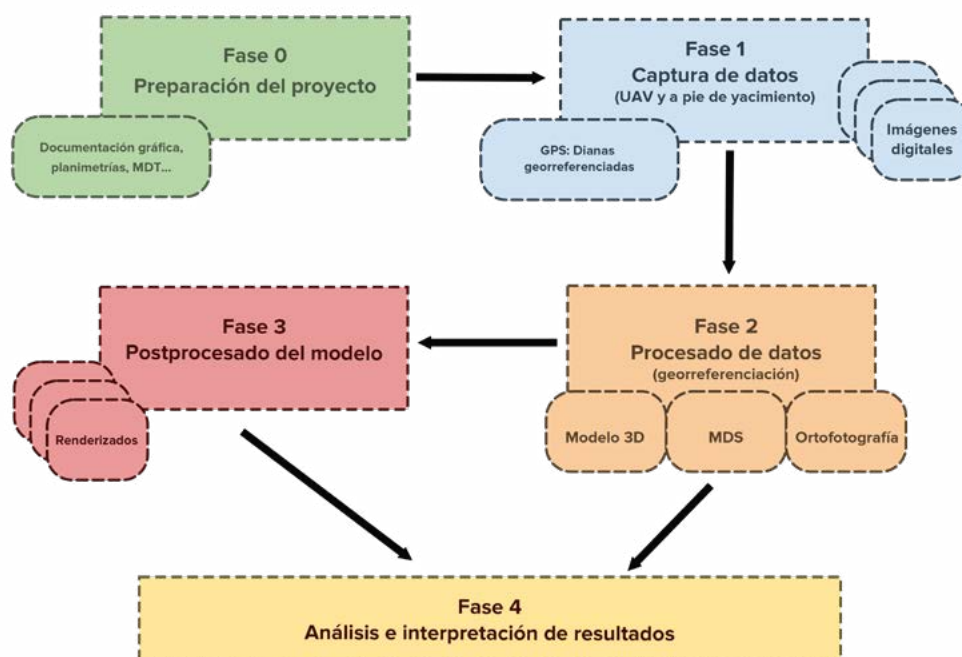 Fase 0
Preparación del proyecto
Documentación gráfica,
planimetrías, MDT...
Fase 1
Captura de datos
(UAV y a pie de yacimiento)
GPS: Dianas
georreferenciadas
Imágenes
digitales
Fase 2
Procesado de datos
(georreferenciación)
Modelo 3D
MDS
Ortofotografía
Fase 3
Postprocesado del modelo
Renderizados
Fase 4
Análisis e interpretación de resultados